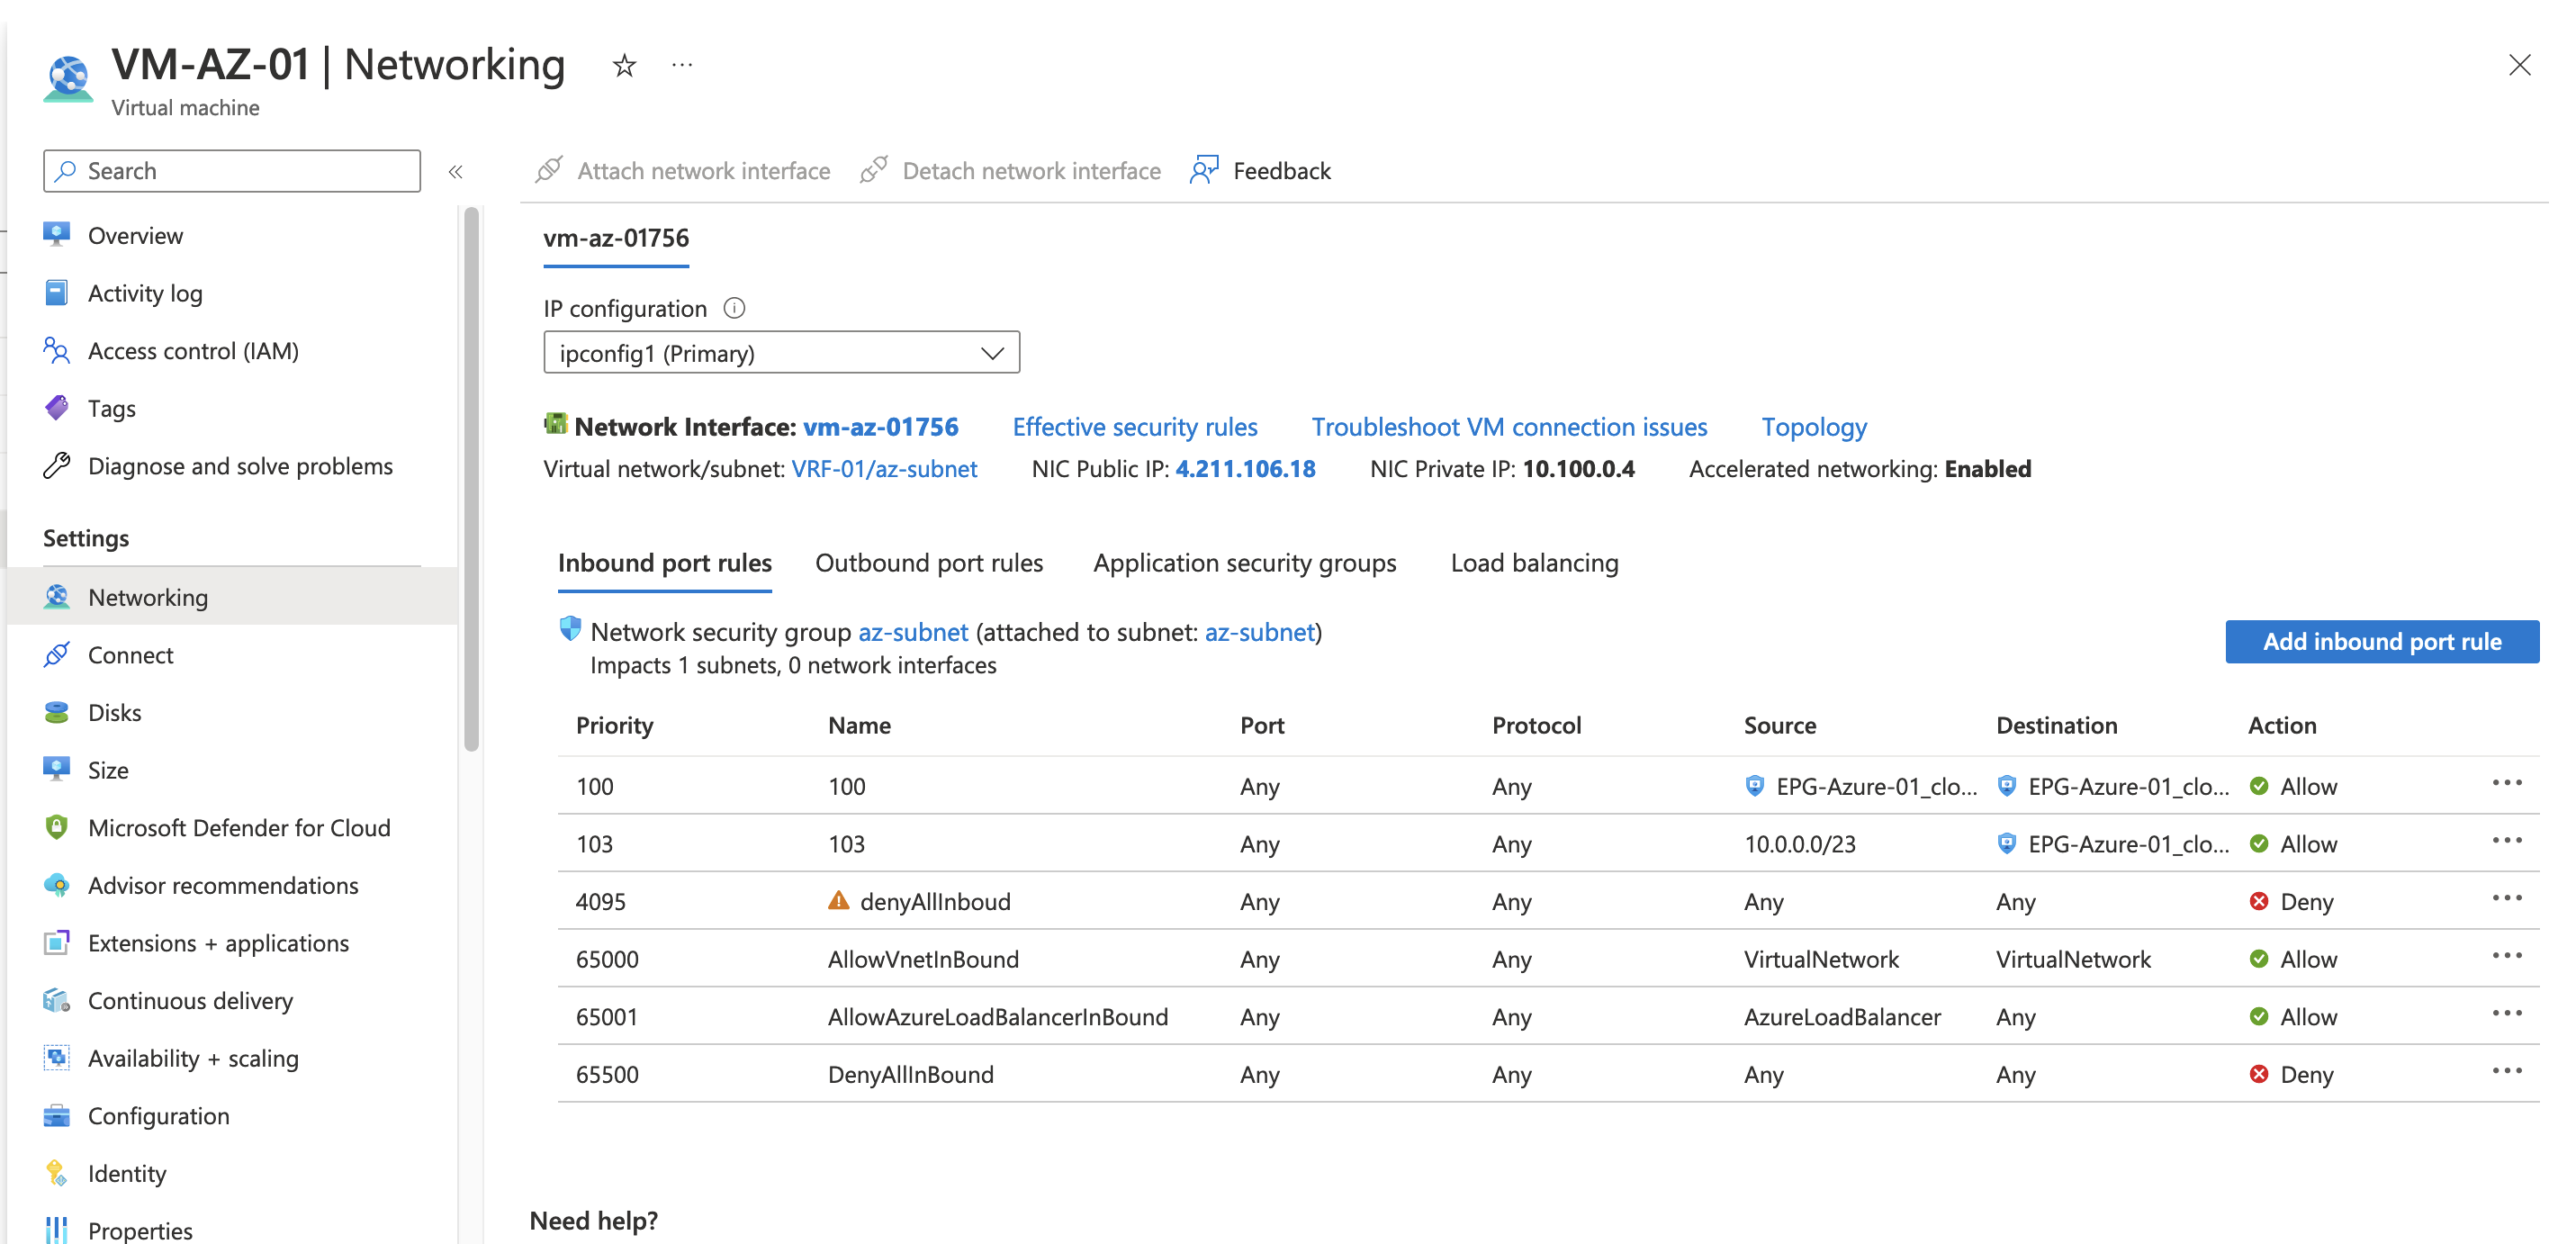 VM-AZ-01 | Networking
Virtual machine
Search
Attach network interface Detach network interface Feedback
Overview
Activity log
Access control (IAM)
Tags
Diagnose and solve problems
Settings
Networking
Connect
Disks
Size
Microsoft Defender for Cloud
Advisor recommendations
Extensions + applications
Continuous delivery
Availability + scaling
Configuration
Identity
Properties
vm-az-01756
IP configuration
ipconfig1 (Primary)
Network Interface: vm-az-01756 Effective security rules Troubleshoot VM connection issues Topology
Virtual network/subnet: VRF-01/az-subnet NIC Public IP: 4.211.106.18 NIC Private IP: 10.100.0.4 Accelerated networking: Enabled
Inbound port rules Outbound port rules Application security groups Load balancing
Network security group az-subnet (attached to subnet: az-subnet)
Impacts 1 subnets, 0 network interfaces
Add inbound port rule
Priority Name Port Protocol Source Destination Action
100 100 Any Any EPG-Azure-01_clo... EPG-Azure-01_clo... Allow
103 103 Any Any 10.0.0.0/23 EPG-Azure-01_clo... Allow
4095 denyAllInboud Any Any Any Any Deny
65000 AllowVnetInBound Any Any VirtualNetwork VirtualNetwork Allow
65001 AllowAzureLoadBalancerInBound Any Any AzureLoadBalancer Any Allow
65500 DenyAllInBound Any Any Any Any Deny
Need help?